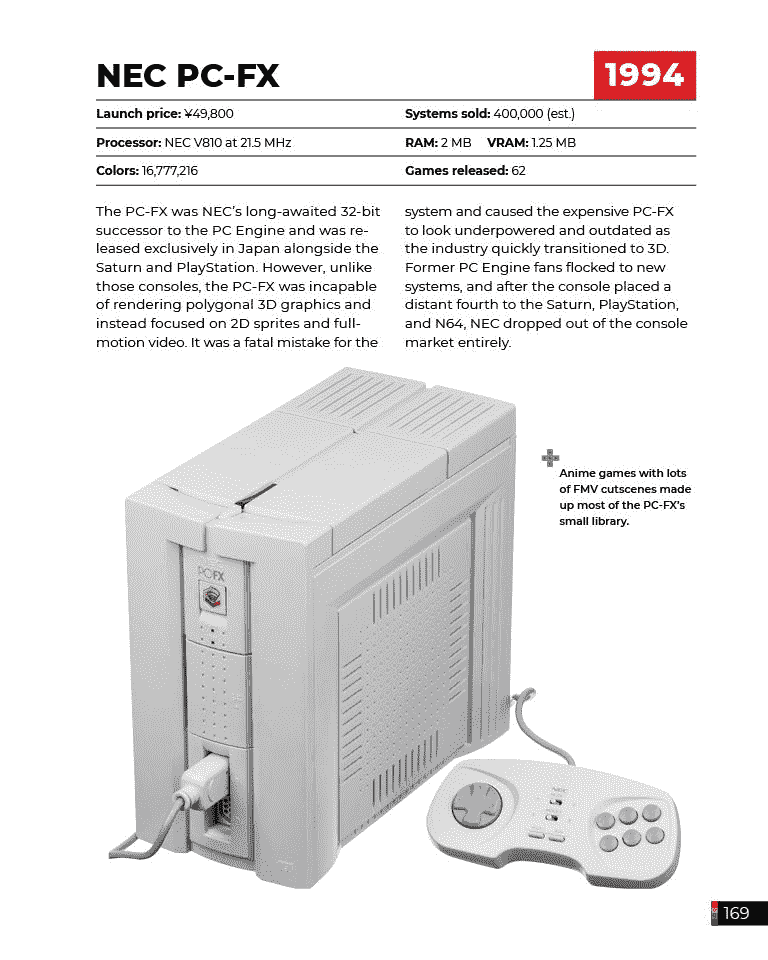 NEC PC-FX
1994
Launch price: ¥49,800
Systems sold: 400,000 (est.)
Processor: NEC V810 at 21.5 MHz
RAM: 2 MB VRAM: 1.25 MB
Colors: 16,777,216
Games released: 62
The PC-FX was NEC’s long-awaited 32-bit
successor to the PC Engine and was re-
leased exclusively in Japan alongside the
Saturn and PlayStation. However, unlike
those consoles, the PC-FX was incapable
of rendering polygonal 3D graphics and
instead focused on 2D sprites and full-
motion video. It was a fatal mistake for the
system and caused the expensive PC-FX
to look underpowered and outdated as
the industry quickly transitioned to 3D.
Former PC Engine fans flocked to new
systems, and after the console placed a
distant fourth to the Saturn, PlayStation,
and N64, NEC dropped out of the console
market entirely.
Anime games with lots
of FMV cutscenes made
up most of the PC-FX’s
small library.
PC-FX
NEC
169